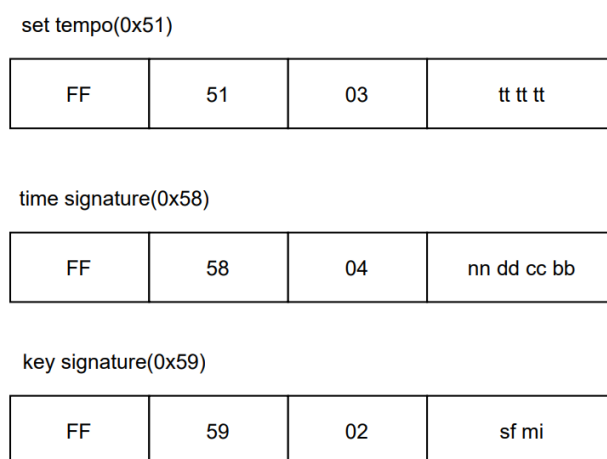 set tempo(0x51)
FF 51 03 tt tt tt
time signature(0x58)
FF 58 04 nn dd cc bb
key signature(0x59)
FF 59 02 sf mi